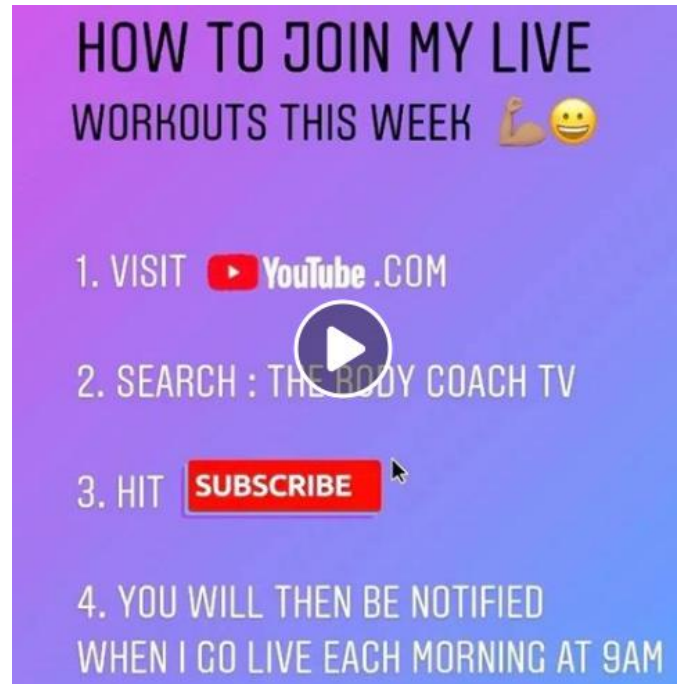 HOW TO JOIN MY LIVE
WORKOUTS THIS WEEK 💪🏽😀
1. VISIT YouTube .COM
2. SEARCH : THE BODY COACH TV
3. HIT SUBSCRIBE
4. YOU WILL THEN BE NOTIFIED
WHEN I GO LIVE EACH MORNING AT 9AM